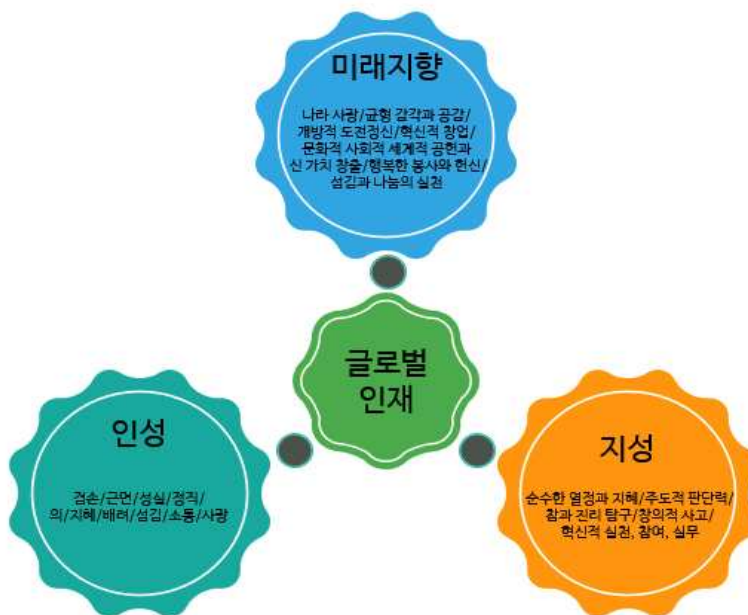 미래지향
나라 사랑/균형 감각과 공감/
개방적 도전정신/혁신적 창업/
문화적 사회적 세계적 공헌과
신 가치 창출/행복한 봉사와 헌신/
섬김과 나눔의 실천
글로벌
인재
인성
겸손/근면/성실/정직/
의/지혜/배려/섬김/소통/사랑
지성
순수한 열정과 지혜/주도적 판단력/
참과 진리 탐구/창의적 사고/
혁신적 실천, 참여, 실무